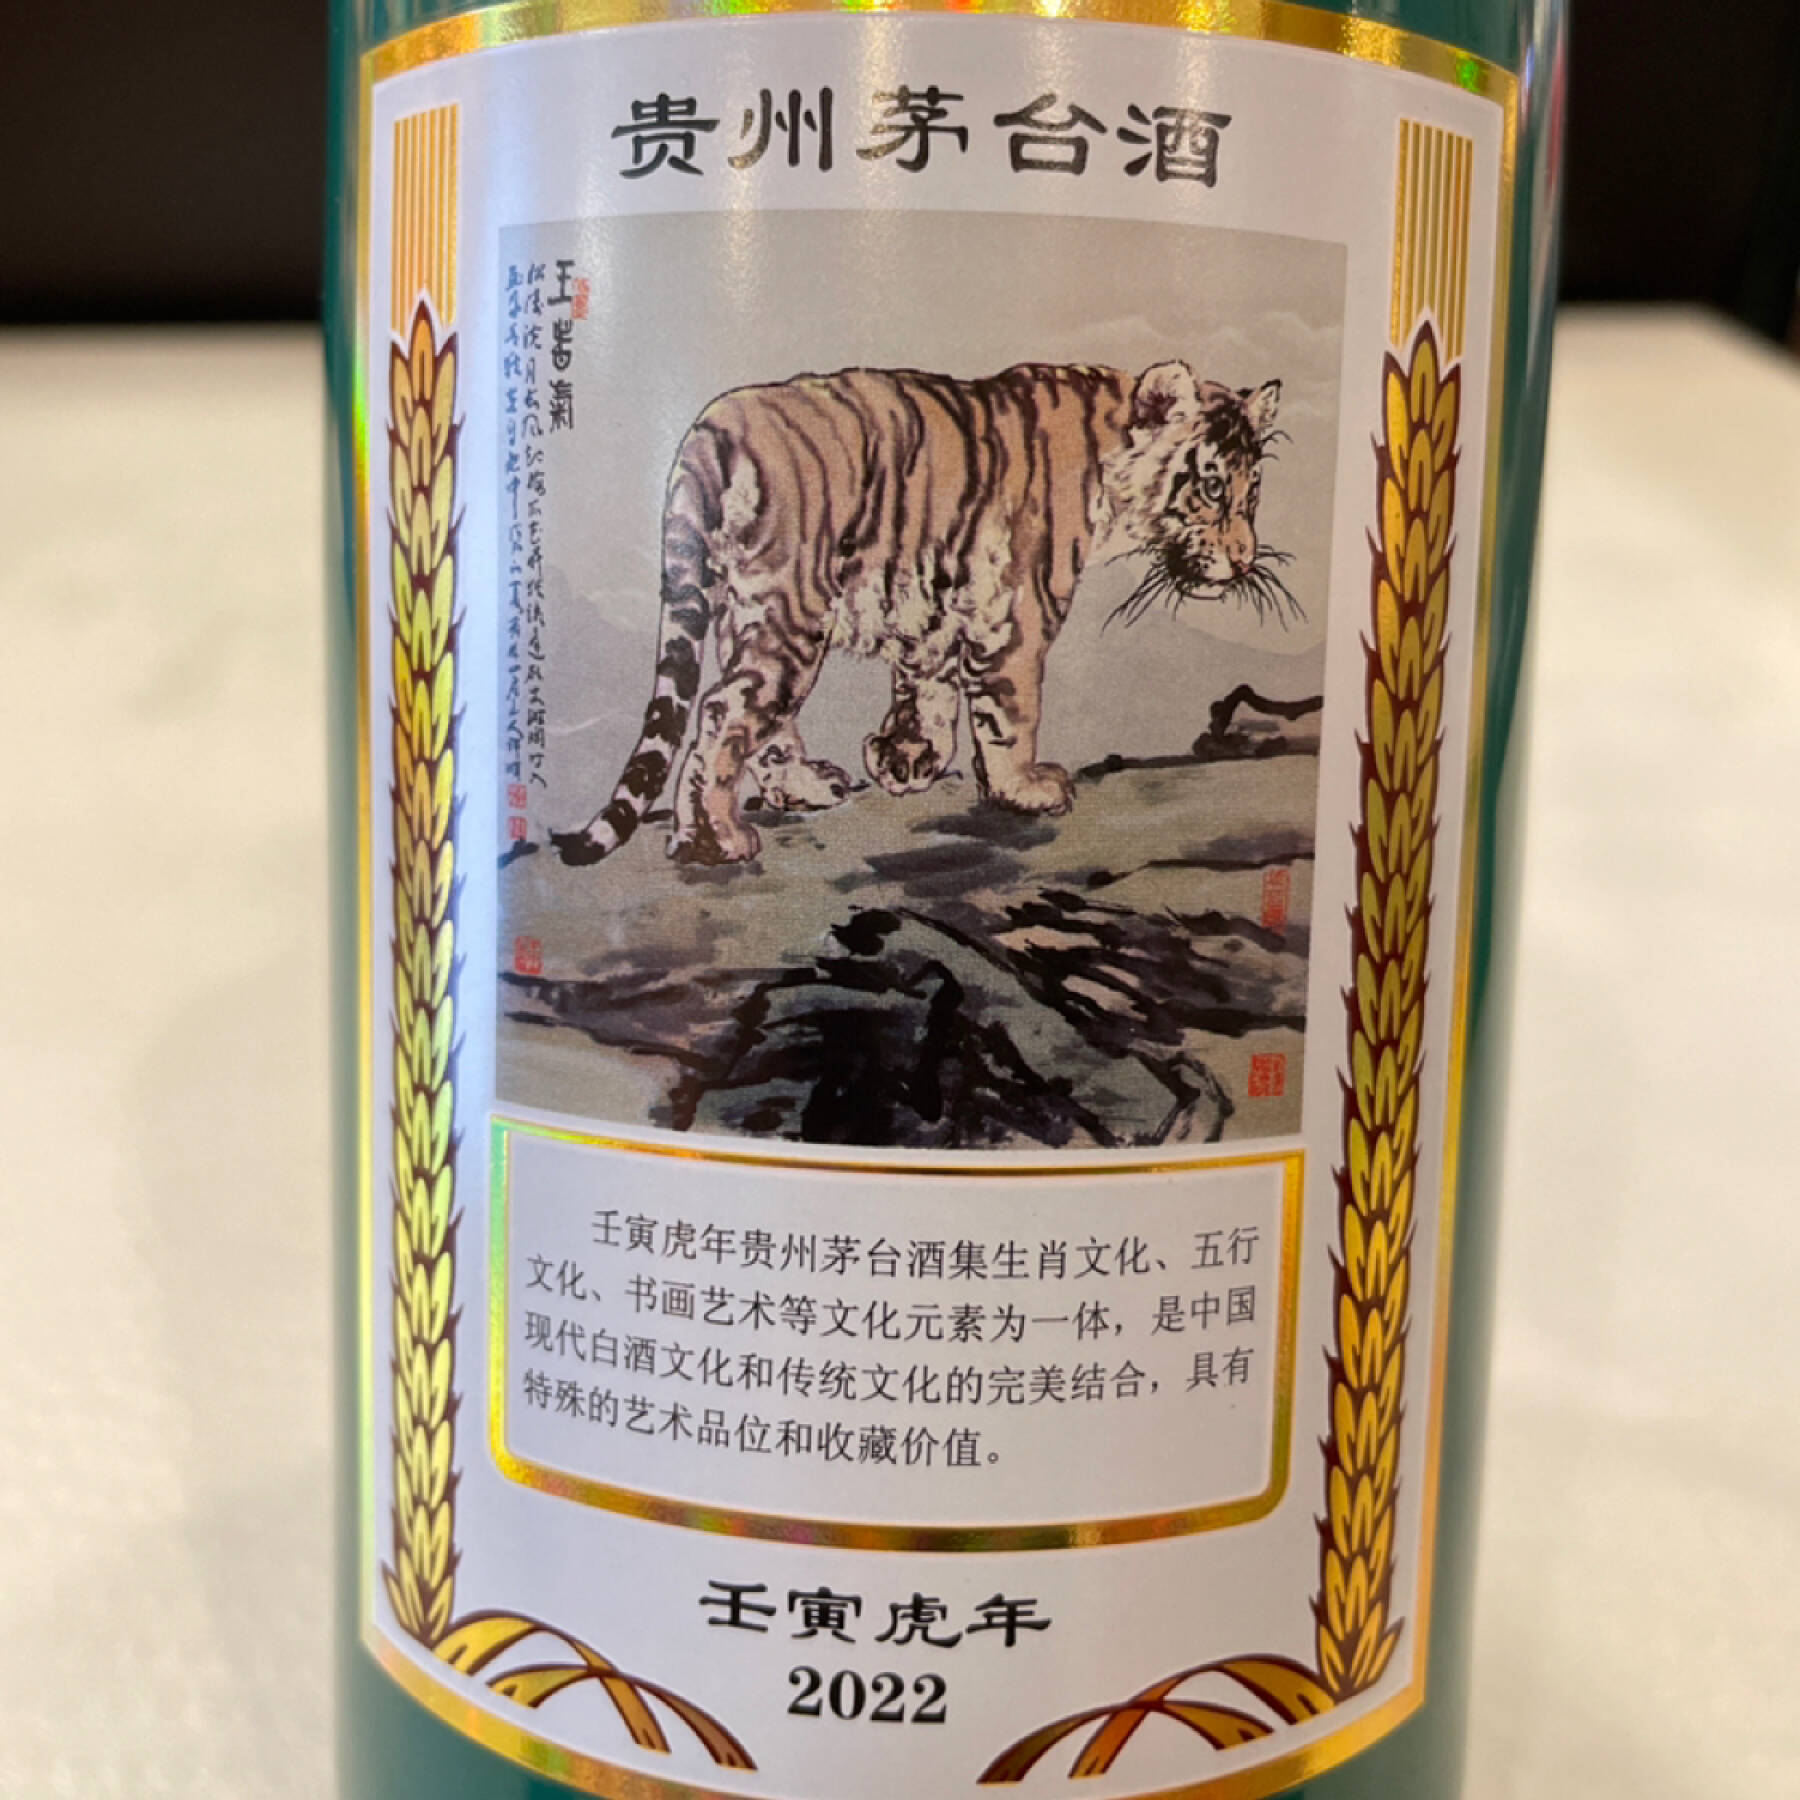 贵州茅台酒
王者气
壬寅虎年贵州茅台酒集生肖文化、五行
文化、书画艺术等文化元素为一体，是中国
现代白酒文化和传统文化的完美结合，具有
特殊的艺术品位和收藏价值。
壬寅虎年
2022